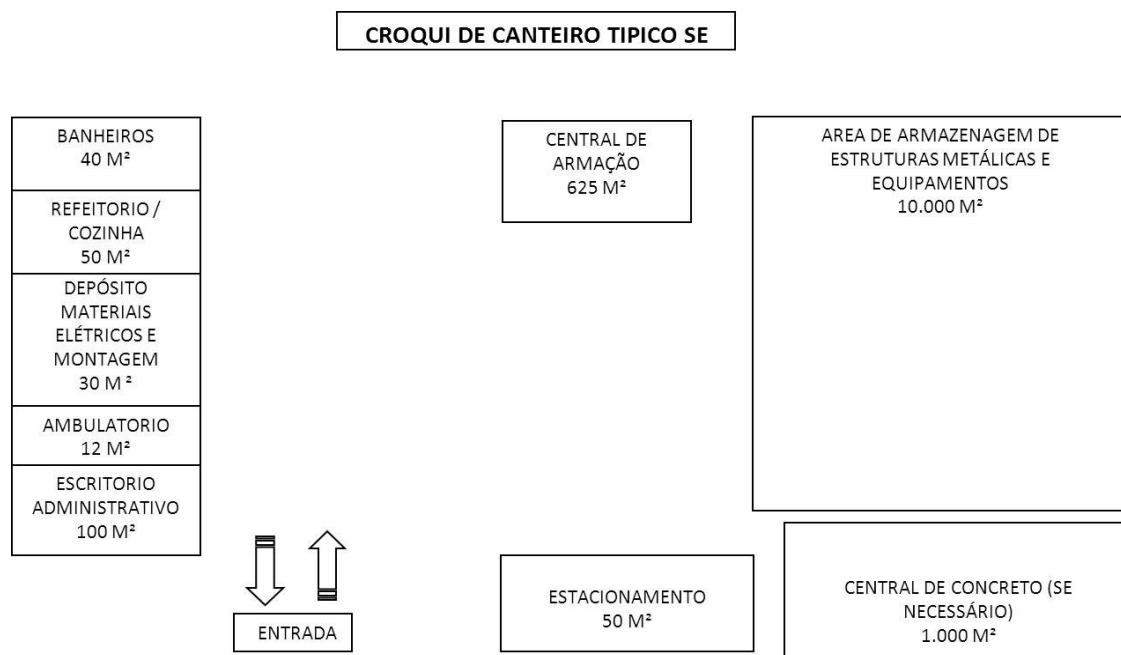 CROQUI DE CANTEIRO TIPICO SE
BANHEIROS
40 M²
REFEITORIO /
COZINHA
50 M²
DEPÓSITO
MATERIAIS
ELÉTRICOS E
MONTAGEM
30 M ²
AMBULATORIO
12 M²
ESCRITORIO
ADMINISTRATIVO
100 M²
ENTRADA
CENTRAL DE
ARMAÇÃO
625 M²
ESTACIONAMENTO
50 M²
AREA DE ARMAZENAGEM DE
ESTRUTURAS METÁLICAS E
EQUIPAMENTOS
10.000 M²
CENTRAL DE CONCRETO (SE
NECESSÁRIO)
1.000 M²